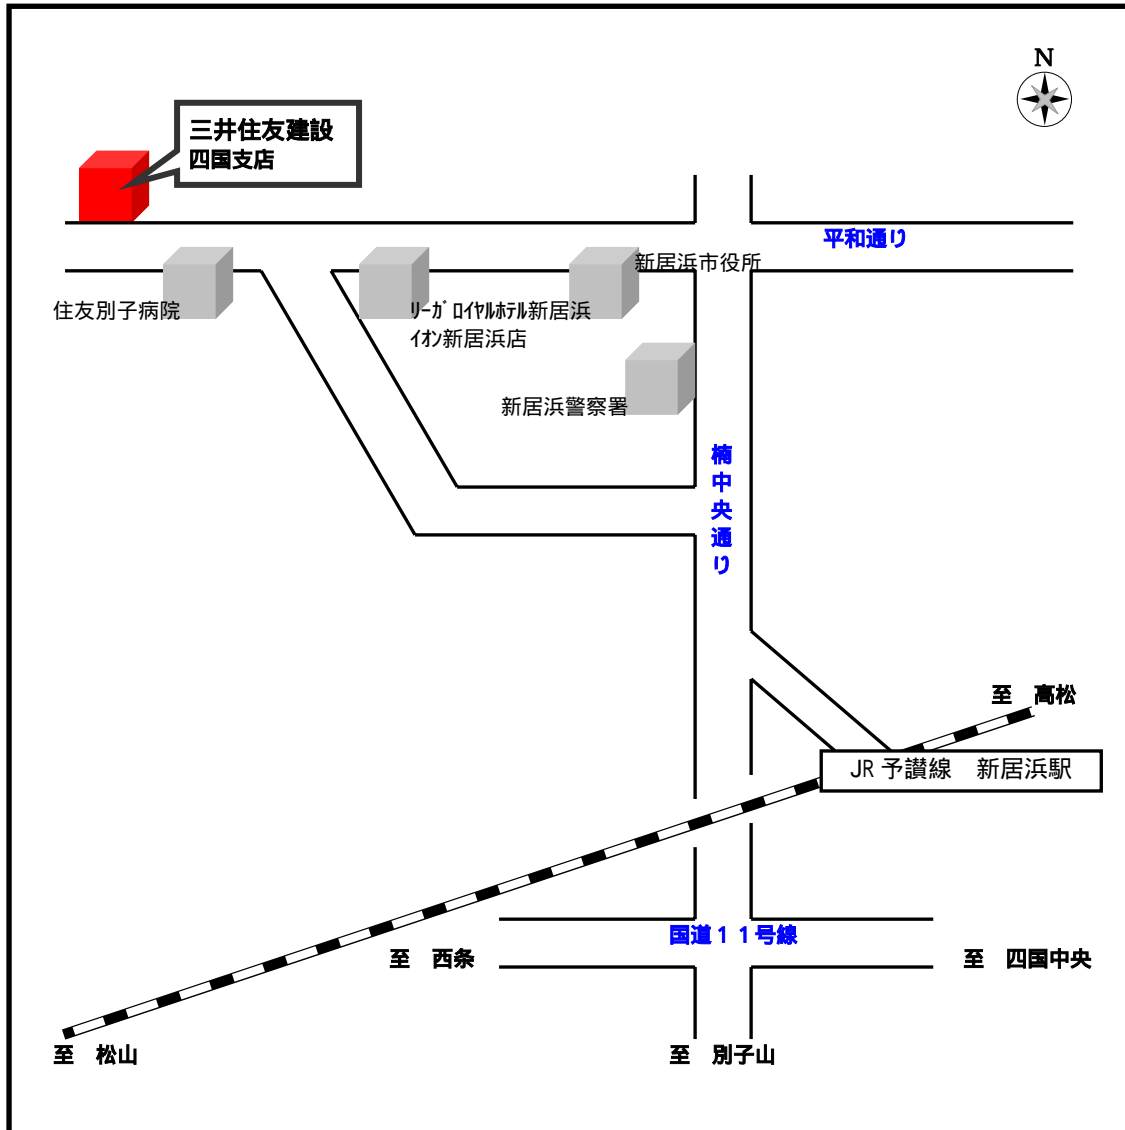 N
三井住友建設
四国支店
平和通り
新居浜市役所
住友別子病院
ﾘｰｶﾞﾛｲﾔﾙﾎﾃﾙ新居浜
ｲｵﾝ新居浜店
新居浜警察署
楠中央通り
至　高松
JR 予讃線　新居浜駅
国道１１号線
至　西条
至　四国中央
至　松山
至　別子山